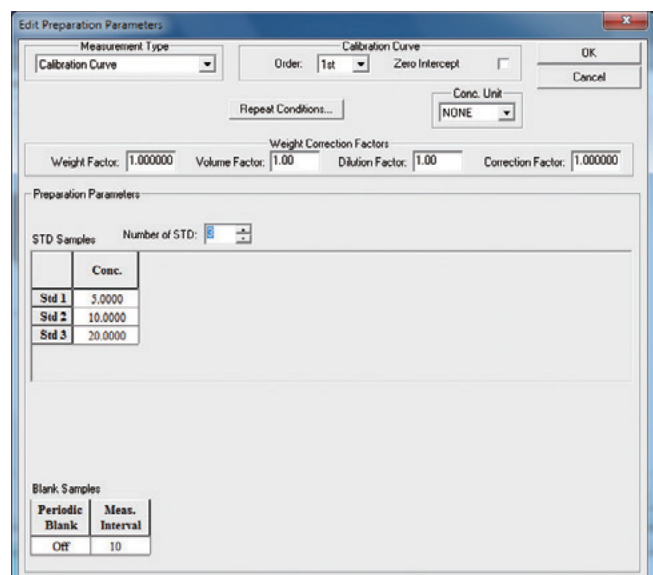 Edit Preparation Parameters
x
Measurement Type
Calibration Curve
Calibration Curve
Order: 1st Zero Intercept
OK
Cancel
Repeat Conditions...
Conc. Unit
NONE
Weight Correction Factors
Weight Factor: 1.000000 Volume Factor: 1.00 Dilution Factor: 1.00 Correction Factor: 1.000000
Preparation Parameters
STD Samples Number of STD: 3
Conc.
Std 1 5.0000
Std 2 10.0000
Std 3 20.0000
Blank Samples
Periodic Blank Meas. Interval
Off 10